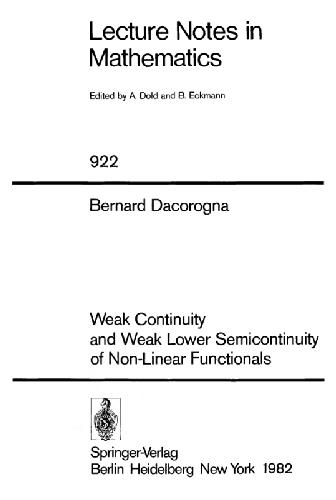 Lecture Notes in
Mathematics
Edited by A. Dold and B. Eckmann
922
Bernard Dacorogna
Weak Continuity
and Weak Lower Semicontinuity
of Non-Linear Functionals
Springer-Verlag
Berlin Heidelberg New York 1982